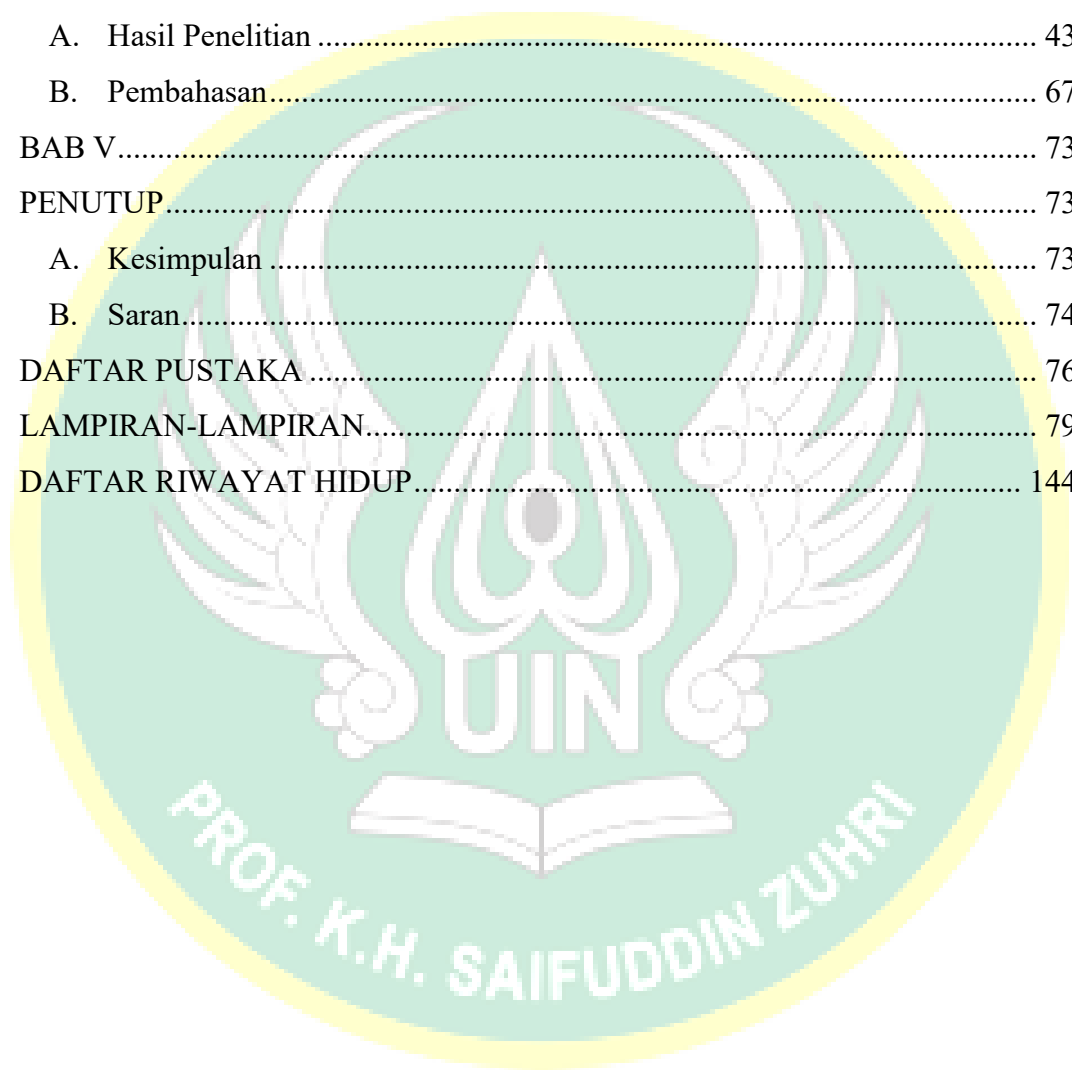 A. Hasil Penelitian ........................................................................................... 43
B. Pembahasan ................................................................................................. 67
BAB V .................................................................................................................... 73
PENUTUP .............................................................................................................. 73
A. Kesimpulan ................................................................................................. 73
B. Saran ............................................................................................................ 74
DAFTAR PUSTAKA ............................................................................................ 76
LAMPIRAN-LAMPIRAN ..................................................................................... 79
DAFTAR RIWAYAT HIDUP ............................................................................. 144
UIN
PROF. K.H. SAIFUDDIN ZUHRI